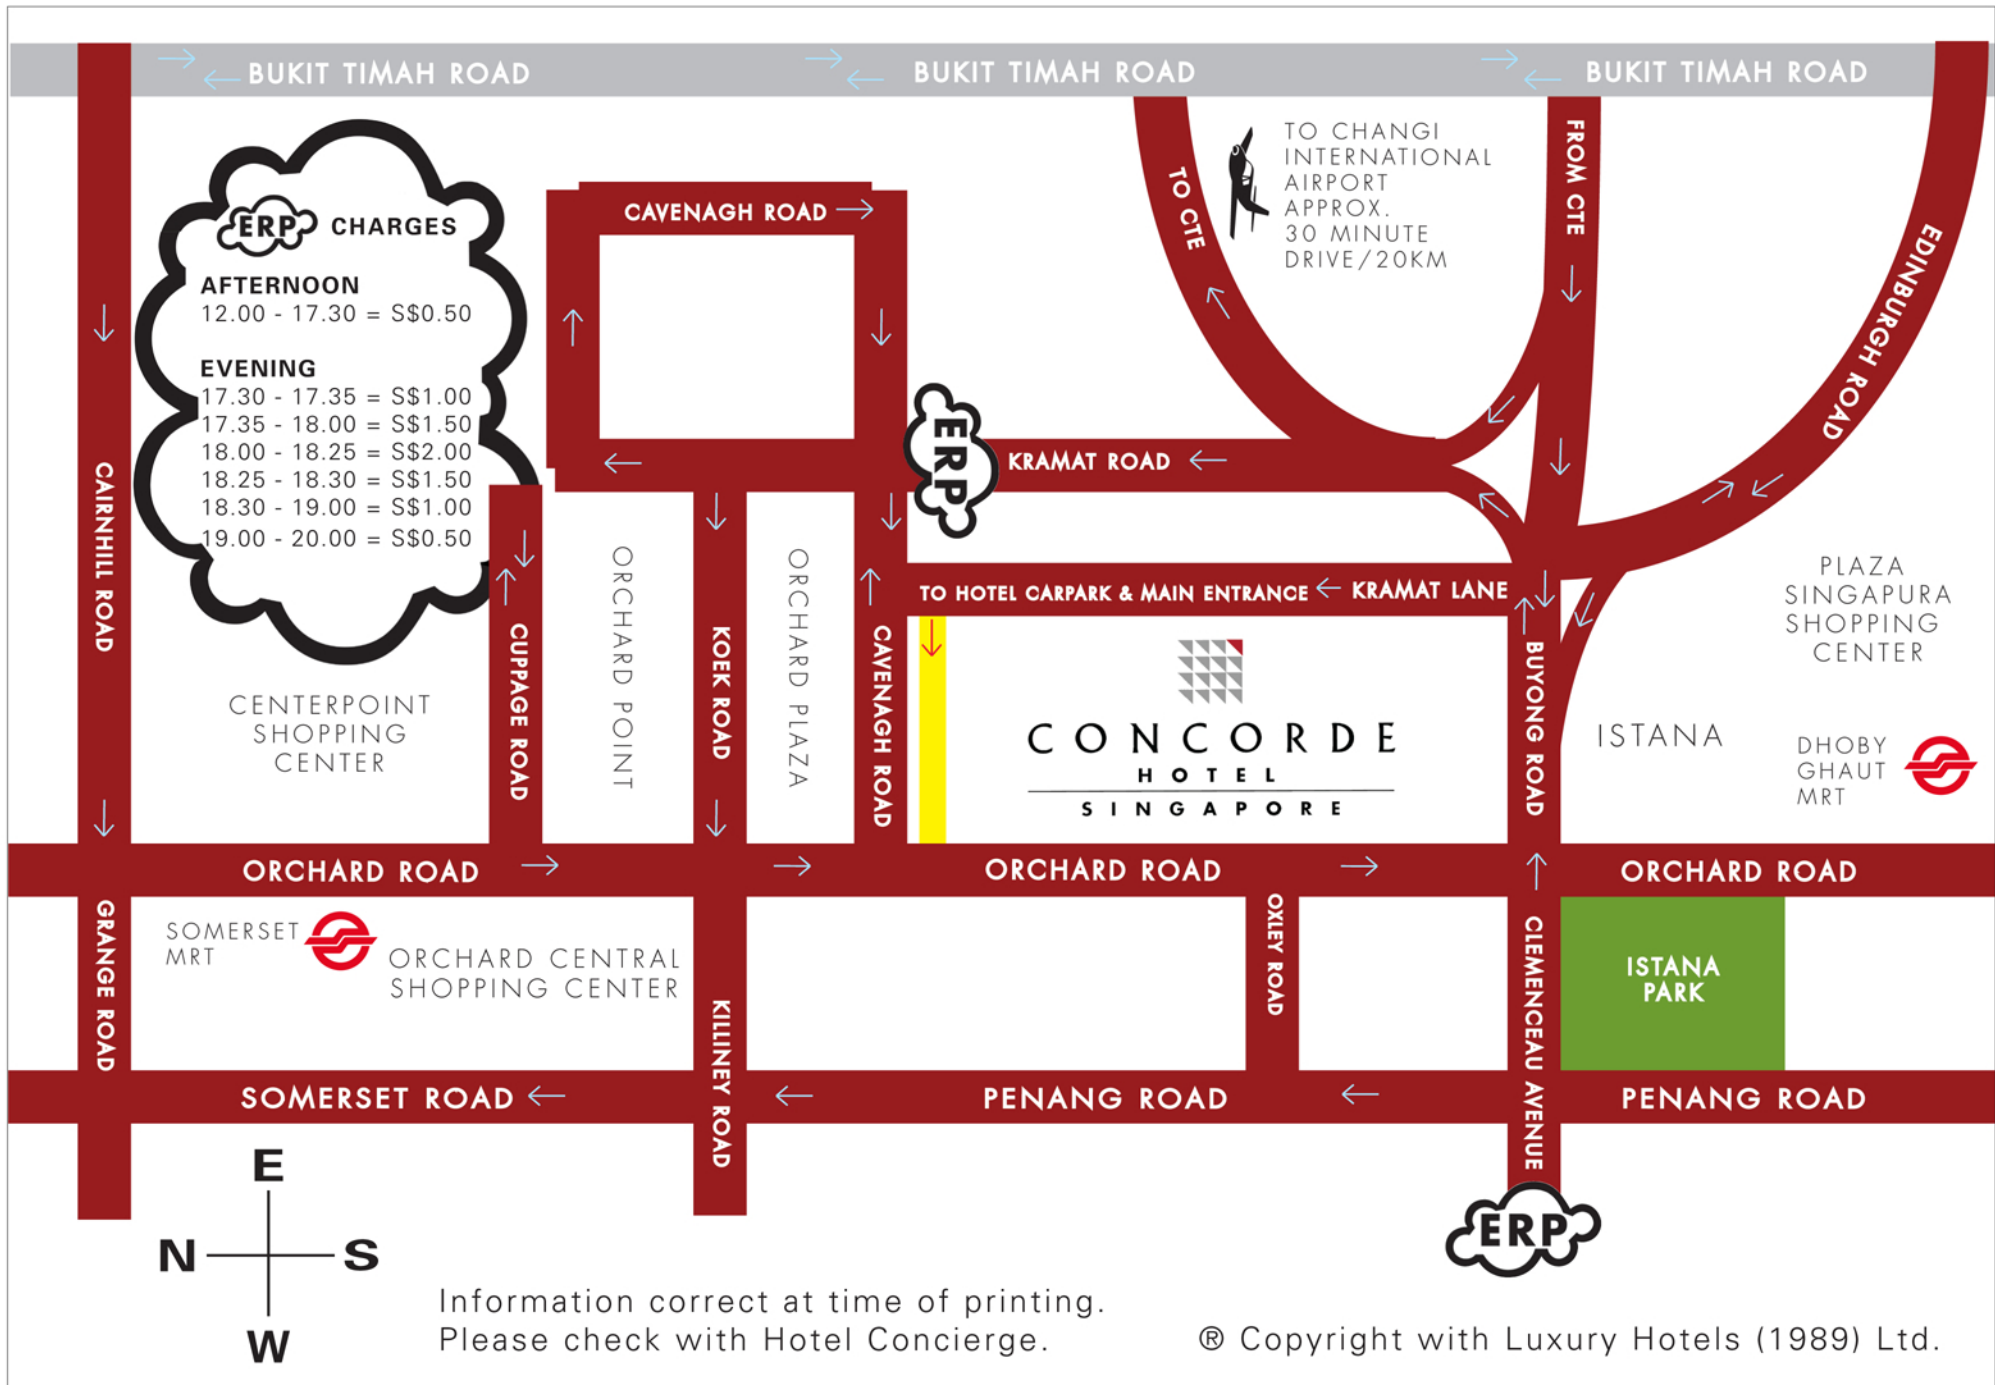 BUKIT TIMAH ROAD
BUKIT TIMAH ROAD
BUKIT TIMAH ROAD
ERP CHARGES
AFTERNOON
12.00 - 17.30 = S$0.50
EVENING
17.30 - 17.35 = S$1.00
17.35 - 18.00 = S$1.50
18.00 - 18.25 = S$2.00
18.25 - 18.30 = S$1.50
18.30 - 19.00 = S$1.00
19.00 - 20.00 = S$0.50
CAIRNHILL ROAD
CAVENAGH ROAD
TO CTE
TO CHANGI
INTERNATIONAL
AIRPORT
APPROX.
30 MINUTE
DRIVE/20KM
FROM CTE
EDINBURGH ROAD
ERP
KRAMAT ROAD
TO HOTEL CARPARK & MAIN ENTRANCE
KRAMAT LANE
CENTERPOINT
SHOPPING
CENTER
CUPPAGE ROAD
ORCHARD POINT
KOEK ROAD
ORCHARD PLAZA
CAVENAGH ROAD
CONCORDE
HOTEL
SINGAPORE
BUYONG ROAD
ISTANA
PLAZA
SINGAPURA
SHOPPING
CENTER
DHOBY
GHAUT
MRT
ORCHARD ROAD
ORCHARD ROAD
ORCHARD ROAD
GRANGE ROAD
SOMERSET
MRT
ORCHARD CENTRAL
SHOPPING CENTER
KILLINEY ROAD
OXLEY ROAD
CLEMENCEAU AVENUE
ISTANA
PARK
SOMERSET ROAD
PENANG ROAD
PENANG ROAD
ERP
E
N
S
W
Information correct at time of printing.
Please check with Hotel Concierge.
® Copyright with Luxury Hotels (1989) Ltd.